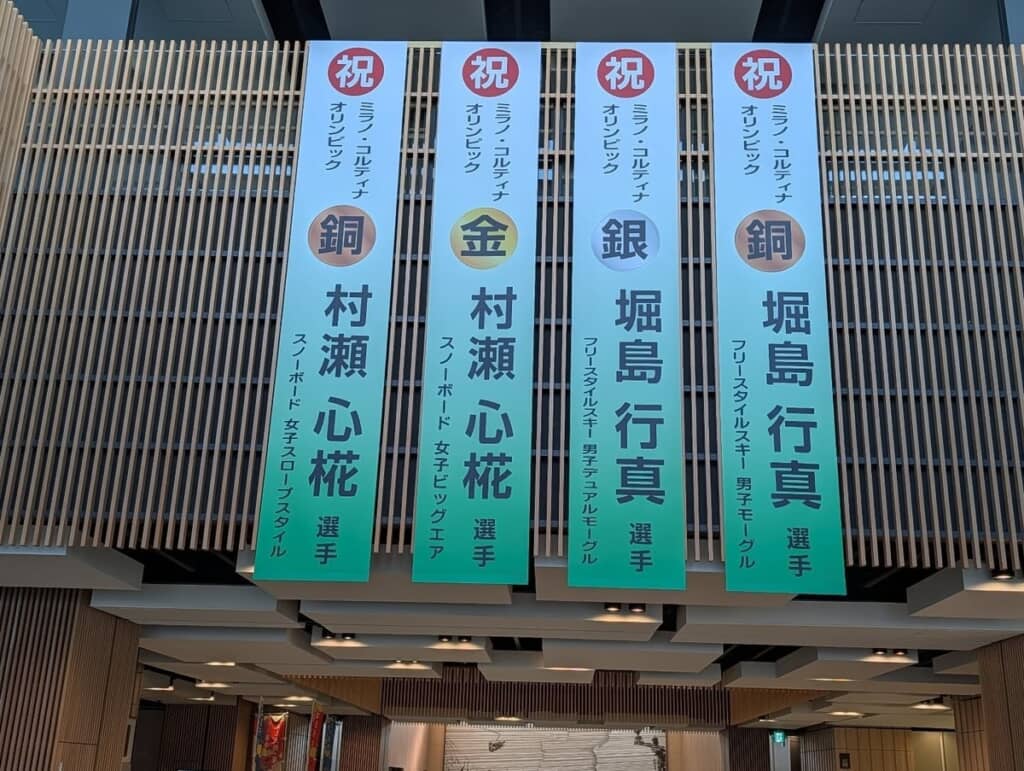 祝
ミラノ・コルティナ
オリンピック
銅
堀島 行真 選手
フリースタイルスキー 男子モーグル
祝
ミラノ・コルティナ
オリンピック
銀
堀島 行真 選手
フリースタイルスキー 男子デュアルモーグル
祝
ミラノ・コルティナ
オリンピック
金
村瀬 心椛 選手
スノーボード 女子ビッグエア
祝
ミラノ・コルティナ
オリンピック
銅
村瀬 心椛 選手
スノーボード 女子スロープスタイル